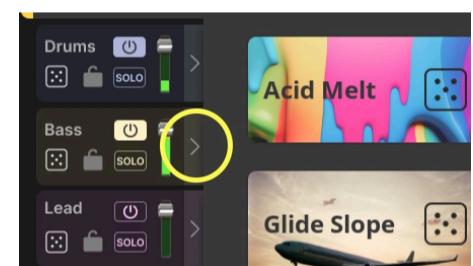 Drums
SOLO
Acid Melt
Bass
SOLO
Lead
SOLO
Glide Slope